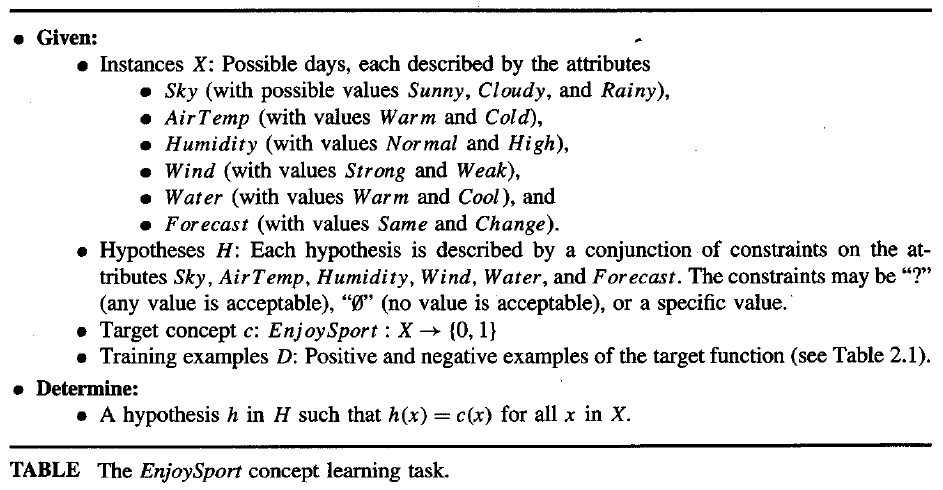 • Given:
• Instances X: Possible days, each described by the attributes
• Sky (with possible values Sunny, Cloudy, and Rainy),
• AirTemp (with values Warm and Cold),
• Humidity (with values Normal and High),
• Wind (with values Strong and Weak),
• Water (with values Warm and Cool), and
• Forecast (with values Same and Change).
• Hypotheses H: Each hypothesis is described by a conjunction of constraints on the at-
tributes Sky, AirTemp, Humidity, Wind, Water, and Forecast. The constraints may be “?”
(any value is acceptable), “Ø” (no value is acceptable), or a specific value.
• Target concept c: EnjoySport : X → {0, 1}
• Training examples D: Positive and negative examples of the target function (see Table 2.1).
• Determine:
• A hypothesis h in H such that h(x) = c(x) for all x in X.
TABLE The EnjoySport concept learning task.